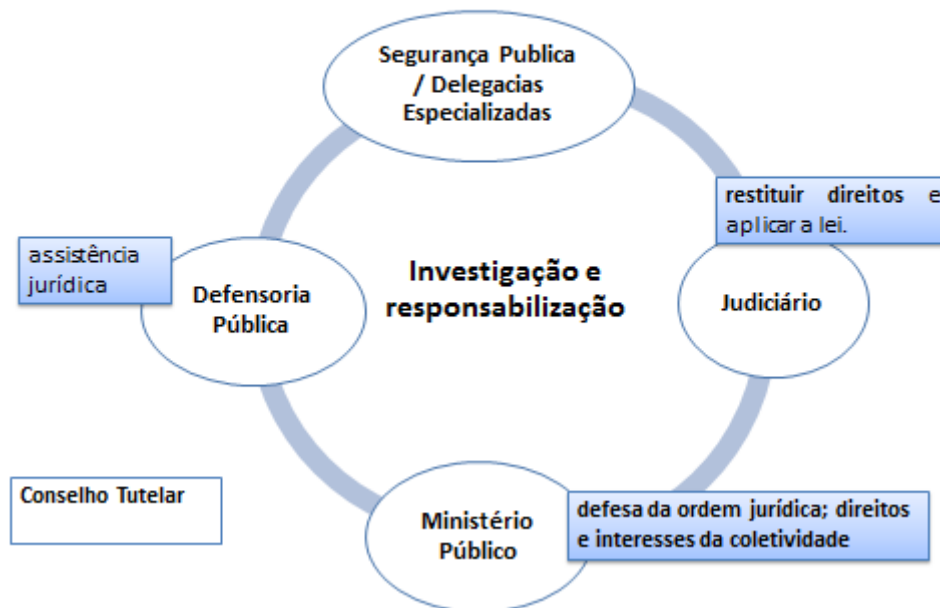 Segurança Publica
/ Delegacias
Especializadas
restituir direitos e
aplicar a lei.
assistência
jurídica
Investigação e
responsabilização
Defensoria
Pública
Judiciário
Conselho Tutelar
Ministério
Público
defesa da ordem jurídica; direitos
e interesses da coletividade